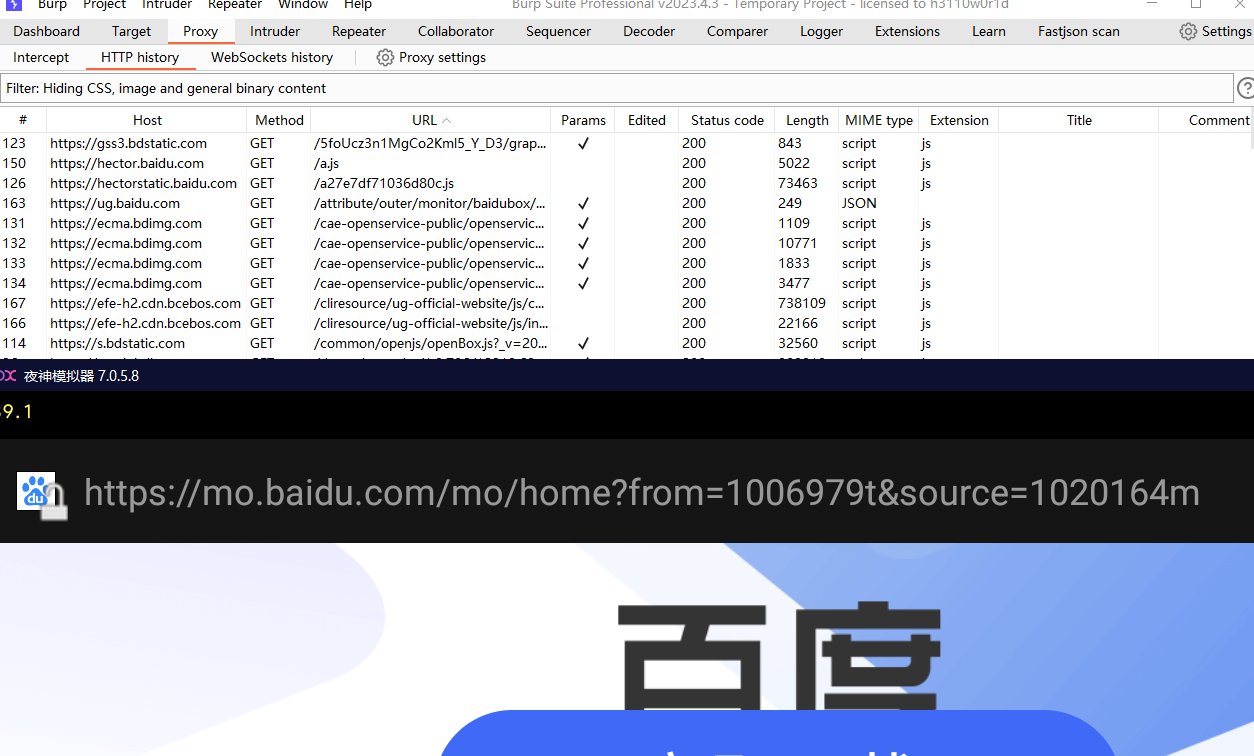 Burp Project Intruder Repeater Window Help Burp Suite Professional v2023.4.3 - Temporary Project - licensed to h3110w0r1d
Dashboard Target Proxy Intruder Repeater Collaborator Sequencer Decoder Comparer Logger Extensions Learn Fastjson scan Settings
Intercept HTTP history WebSockets history Proxy settings
Filter: Hiding CSS, image and general binary content ?
# Host Method URL Params Edited Status code Length MIME type Extension Title Comment
123 https://gss3.bdstatic.com GET /5foUcz3n1MgCo2Kml5_Y_D3/grap... ✓ 200 843 script js
150 https://hector.baidu.com GET /a.js 200 5022 script js
126 https://hectorstatic.baidu.com GET /a27e7df71036d80c.js 200 73463 script js
163 https://ug.baidu.com GET /attribute/outer/monitor/baidubox/... ✓ 200 249 JSON
131 https://ecma.bdimg.com GET /cae-openservice-public/openservic... ✓ 200 1109 script js
132 https://ecma.bdimg.com GET /cae-openservice-public/openservic... ✓ 200 10771 script js
133 https://ecma.bdimg.com GET /cae-openservice-public/openservic... ✓ 200 1833 script js
134 https://ecma.bdimg.com GET /cae-openservice-public/openservic... ✓ 200 3477 script js
167 https://efe-h2.cdn.bcebos.com GET /cliresource/ug-official-website/js/c... 200 738109 script js
166 https://efe-h2.cdn.bcebos.com GET /cliresource/ug-official-website/js/in... 200 22166 script js
114 https://s.bdstatic.com GET /common/openjs/openBox.js?_v=20... ✓ 200 32560 script js
夜神模拟器 7.0.5.8
9.1
du https://mo.baidu.com/mo/home?from=1006979t&source=1020164m
百度